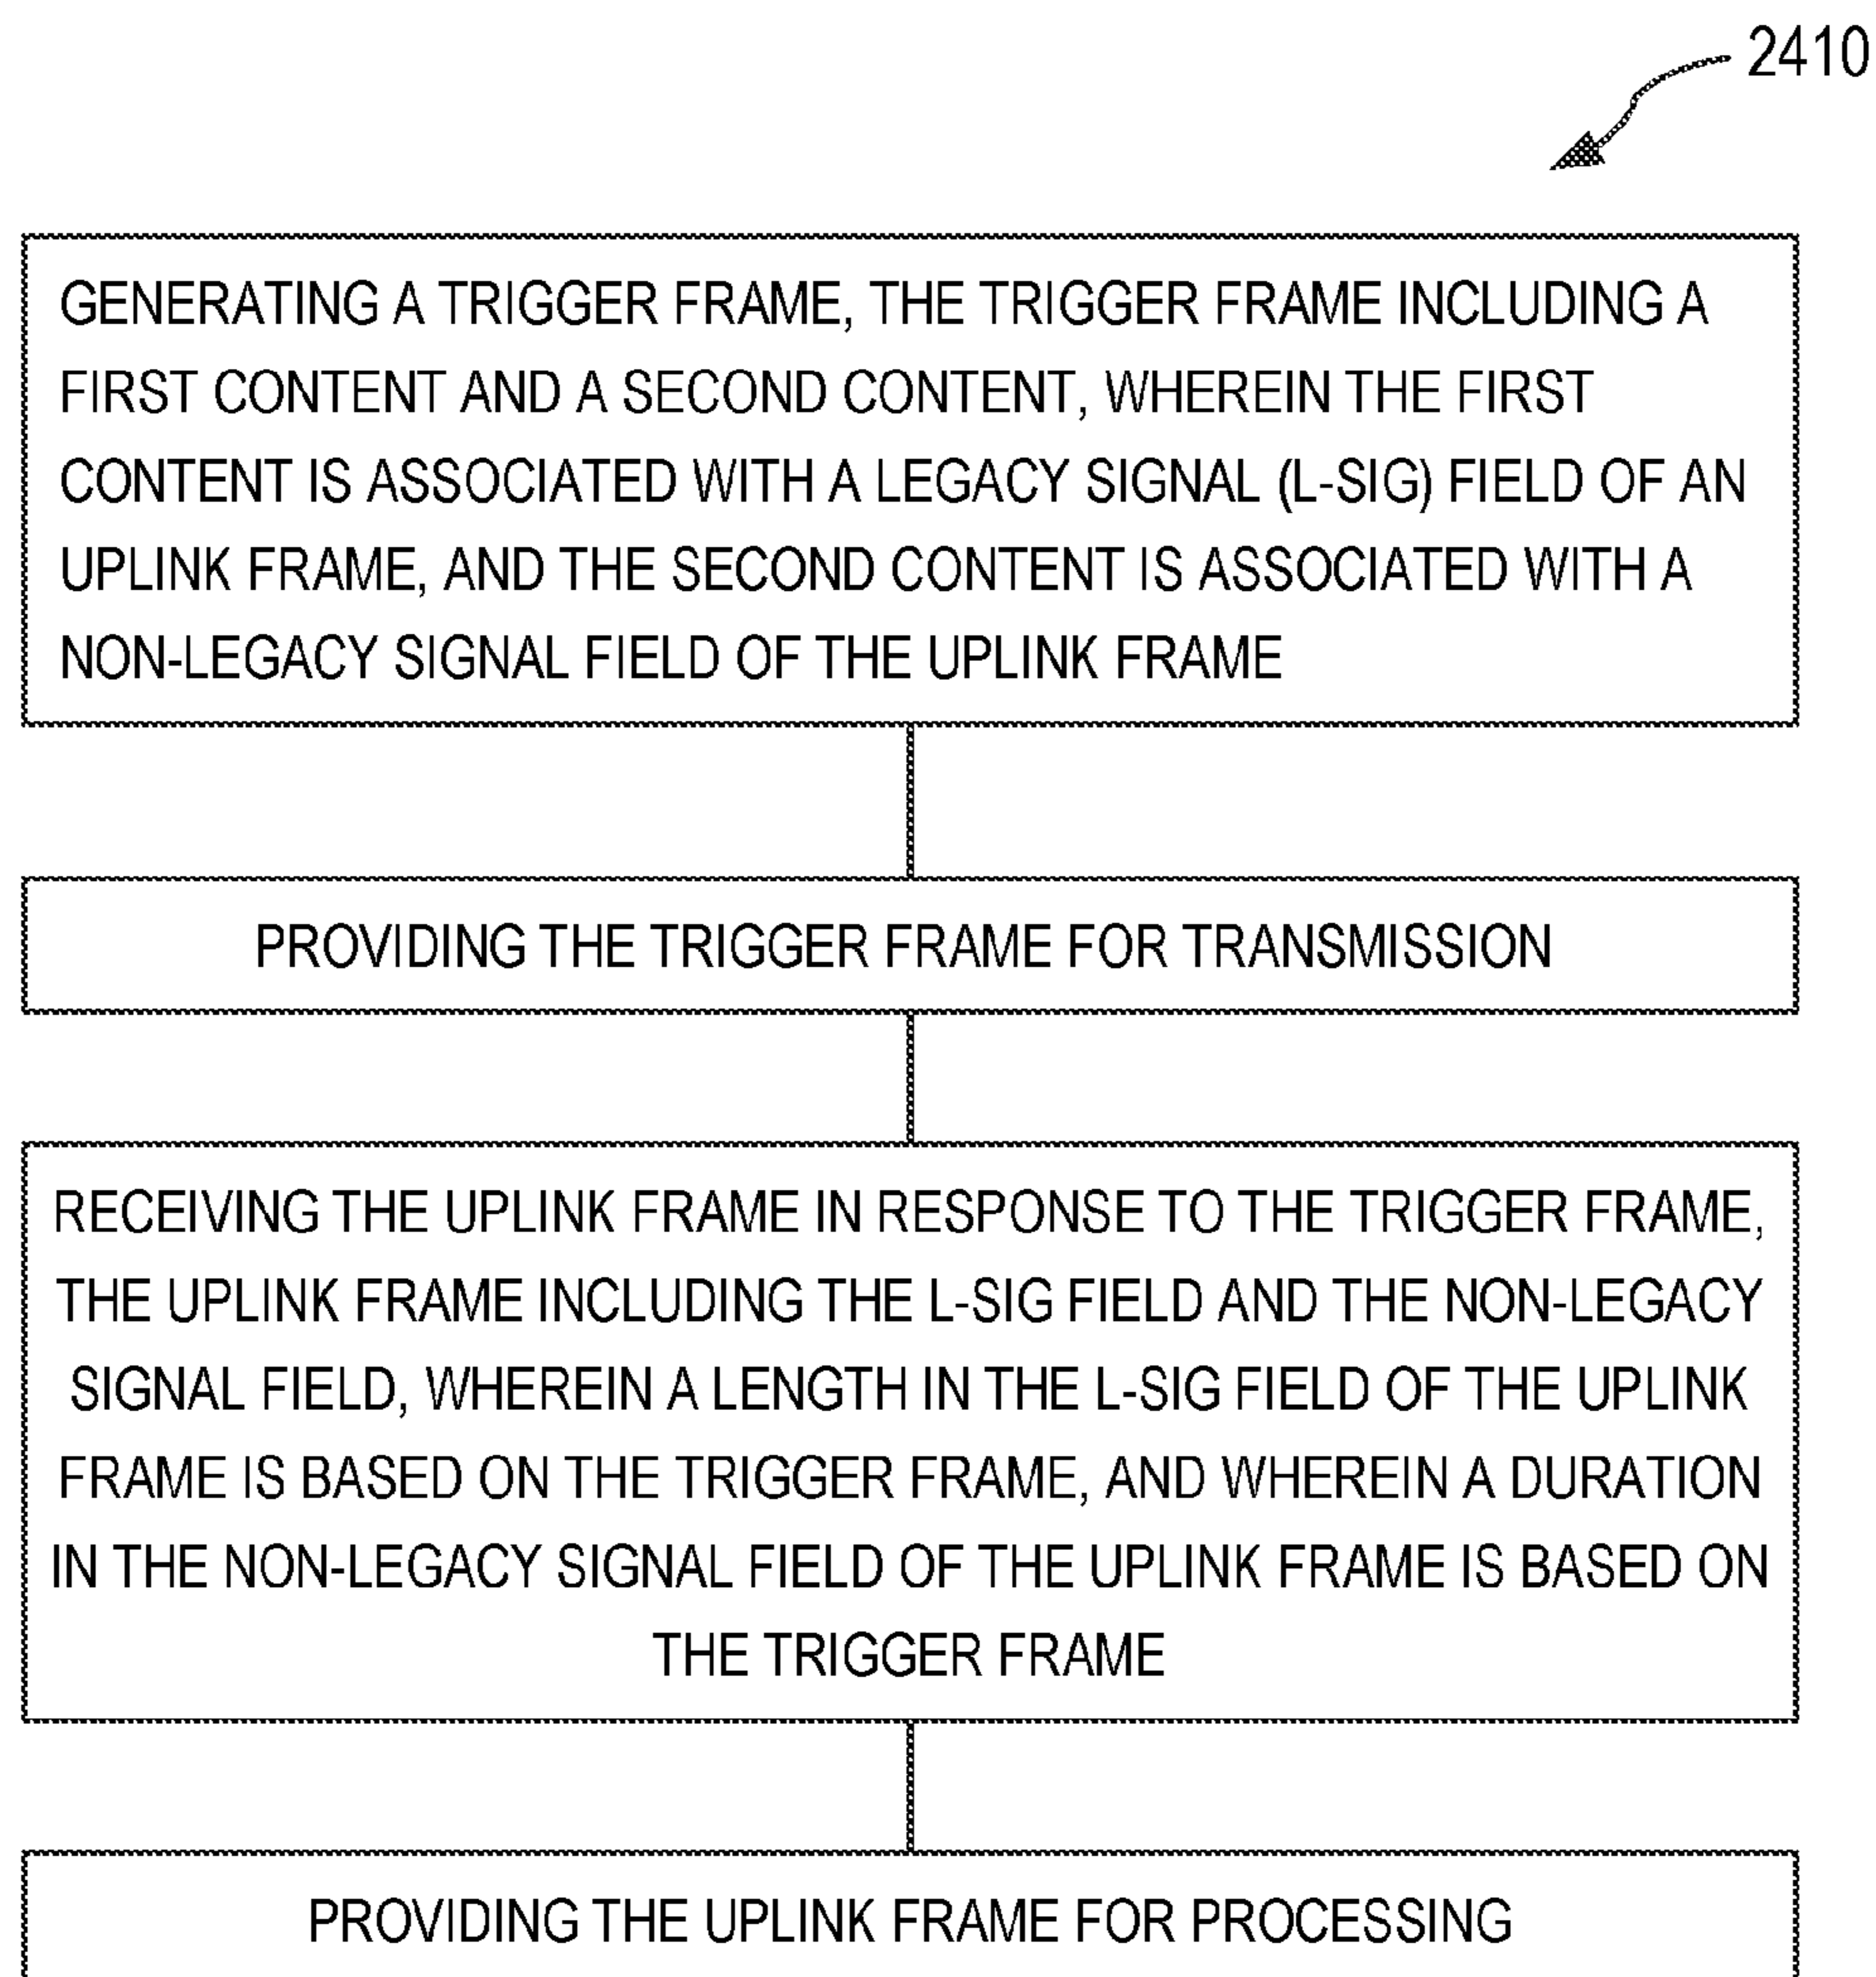 2410
GENERATING A TRIGGER FRAME, THE TRIGGER FRAME INCLUDING A
FIRST CONTENT AND A SECOND CONTENT, WHEREIN THE FIRST
CONTENT IS ASSOCIATED WITH A LEGACY SIGNAL (L-SIG) FIELD OF AN
UPLINK FRAME, AND THE SECOND CONTENT IS ASSOCIATED WITH A
NON-LEGACY SIGNAL FIELD OF THE UPLINK FRAME
PROVIDING THE TRIGGER FRAME FOR TRANSMISSION
RECEIVING THE UPLINK FRAME IN RESPONSE TO THE TRIGGER FRAME,
THE UPLINK FRAME INCLUDING THE L-SIG FIELD AND THE NON-LEGACY
SIGNAL FIELD, WHEREIN A LENGTH IN THE L-SIG FIELD OF THE UPLINK
FRAME IS BASED ON THE TRIGGER FRAME, AND WHEREIN A DURATION
IN THE NON-LEGACY SIGNAL FIELD OF THE UPLINK FRAME IS BASED ON
THE TRIGGER FRAME
PROVIDING THE UPLINK FRAME FOR PROCESSING